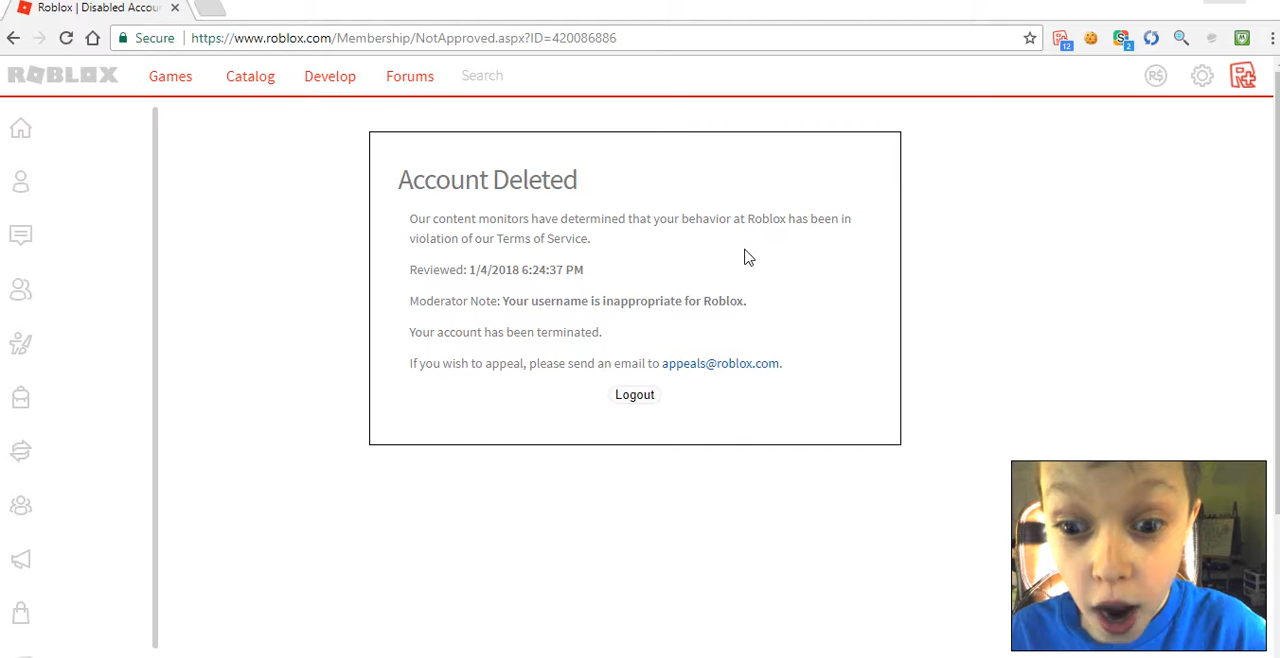 Roblox | Disabled Accou
Secure
https://www.roblox.com/Membership/NotApproved.aspx?ID=420086886
12
S
2
ROBLOX
Games
Catalog
Develop
Forums
Search
R$
R+
Account Deleted
Our content monitors have determined that your behavior at Roblox has been in
violation of our Terms of Service.
Reviewed: 1/4/2018 6:24:37 PM
Moderator Note: Your username is inappropriate for Roblox.
Your account has been terminated.
If you wish to appeal, please send an email to appeals@roblox.com.
Logout